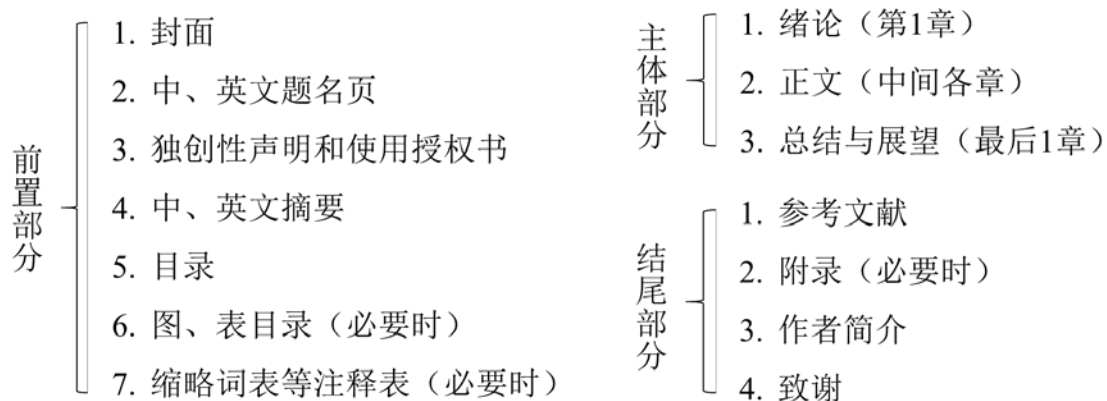 前置部分
1. 封面
2. 中、英文题名页
3. 独创性声明和使用授权书
4. 中、英文摘要
5. 目录
6. 图、表目录（必要时）
7. 缩略词表等注释表（必要时）
主体部分
1. 绪论（第1章）
2. 正文（中间各章）
3. 总结与展望（最后1章）
结尾部分
1. 参考文献
2. 附录（必要时）
3. 作者简介
4. 致谢